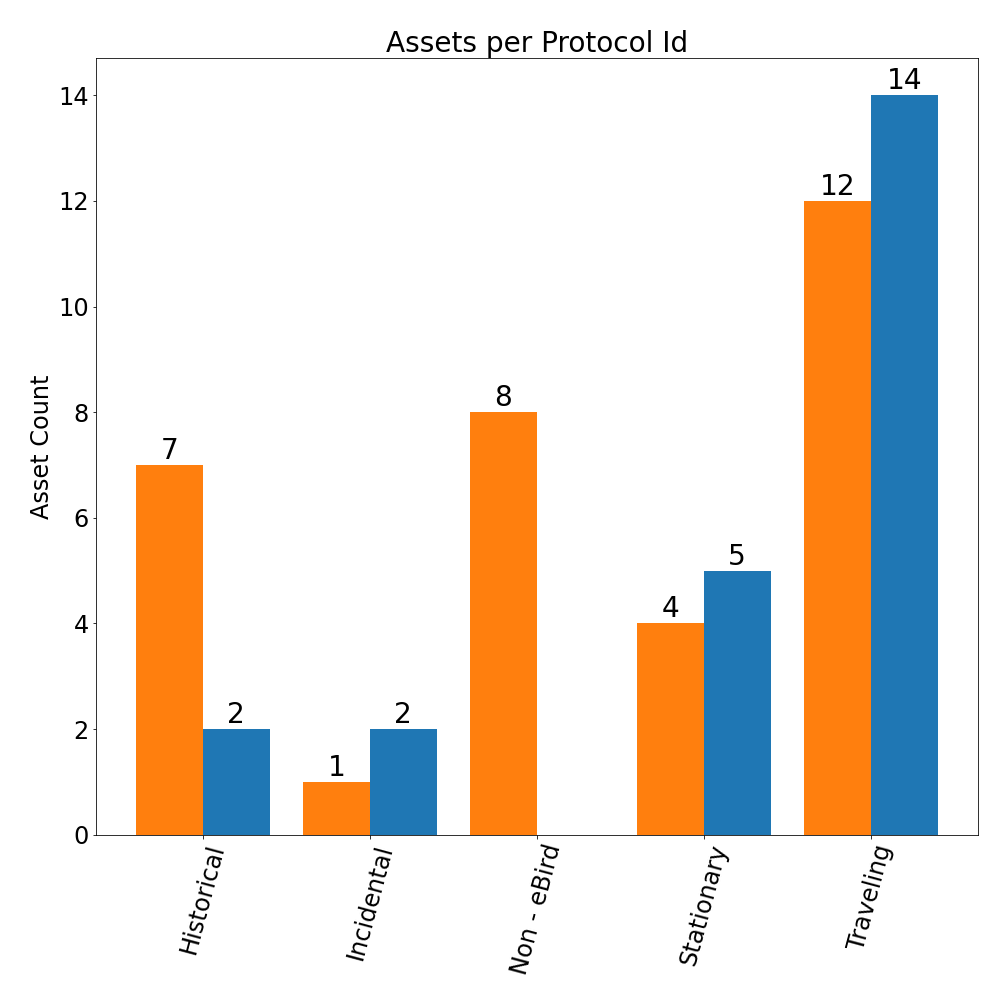 Assets per Protocol Id
14
12
10
8
6
4
2
0
Asset Count
7
2
1
2
8
4
5
12
14
Historical
Incidental
Non - eBird
Stationary
Traveling